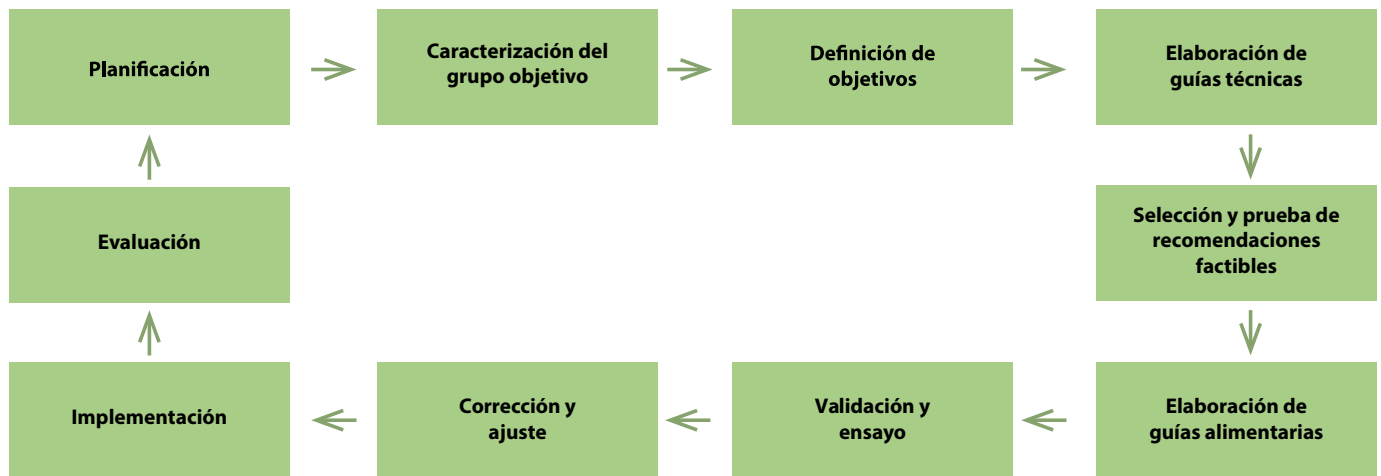 Planificación
Caracterización del
grupo objetivo
Definición de
objetivos
Elaboración de
guías técnicas
Selección y prueba de
recomendaciones
factibles
Elaboración de
guías alimentarias
Validación y
ensayo
Corrección y
ajuste
Implementación
Evaluación